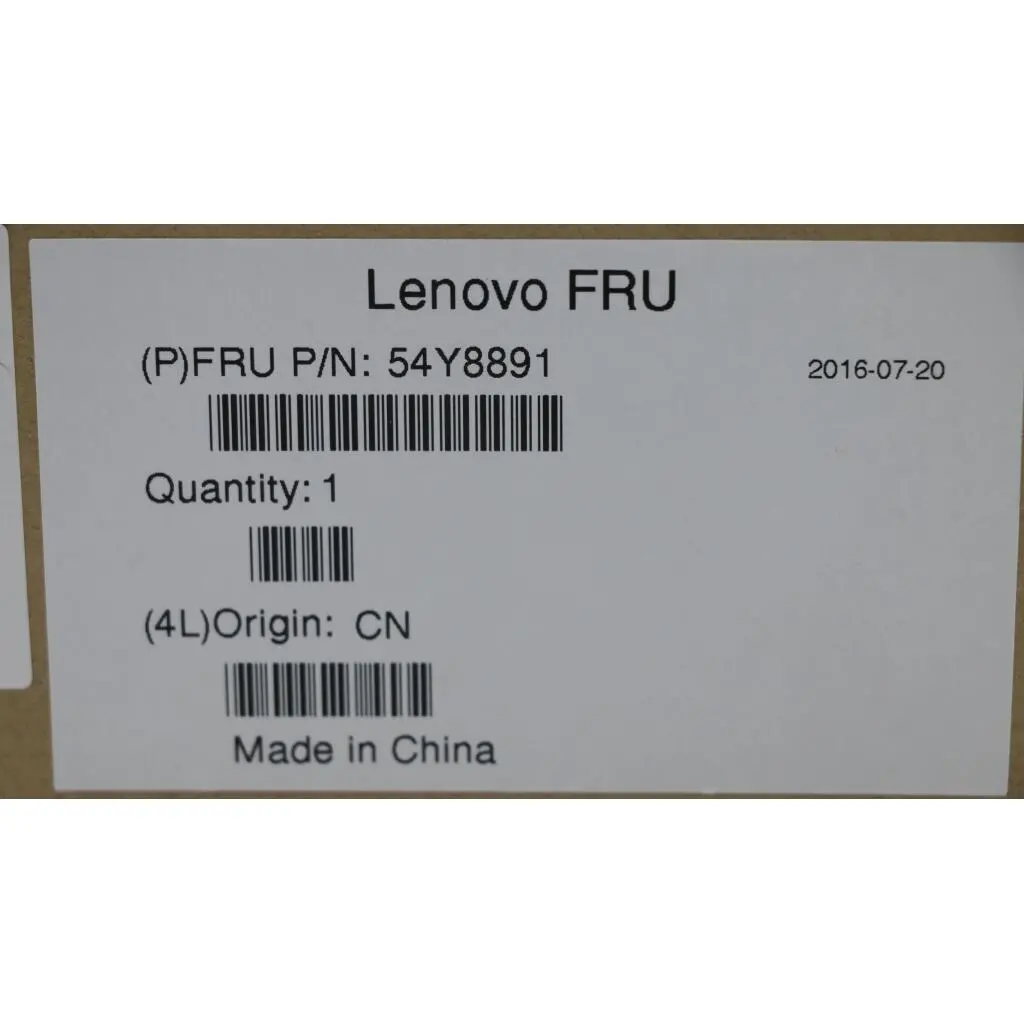 Lenovo FRU
(P)FRU P/N: 54Y8891
2016-07-20
Quantity: 1
(4L)Origin: CN
Made in China